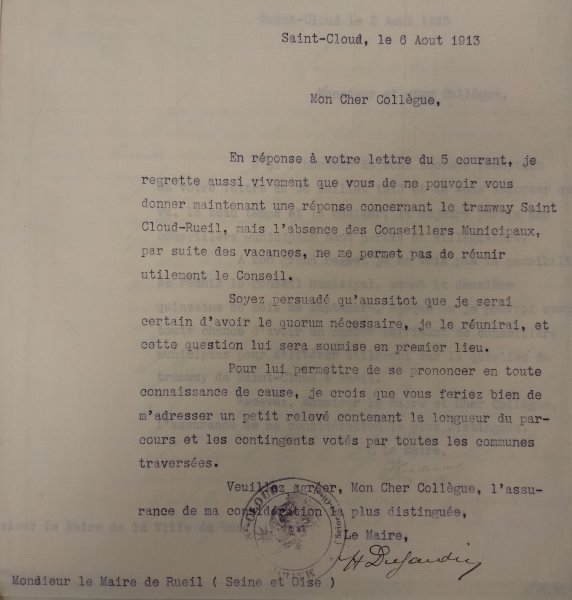 Saint-Cloud, le 6 Aout 1913
Mon Cher Collègue,
En réponse à votre lettre du 5 courant, je
regrette aussi vivement que vous de ne pouvoir vous
donner maintenant une réponse concernant le tramway Saint
Cloud-Rueil, mais l'absence des Conseillers Municipaux,
par suite des vacances, ne me permet pas de réunir
utilement le Conseil.
Soyez persuadé qu'aussitot que je serai
certain d'avoir le quorum nécessaire, je le réunirai, et
cette question lui sera soumise en premier lieu.
Pour lui permettre de se prononcer en toute
connaissance de cause, je crois que vous feriez bien de
m'adresser un petit relevé contenant la longueur du par-
cours et les contingents votés par toutes les communes
traversées.
Veuillez agréer, Mon Cher Collègue, l'assu-
rance de ma considération la plus distinguée,
Le Maire,
Mondieur le Maire de Rueil ( Seine et Oise )